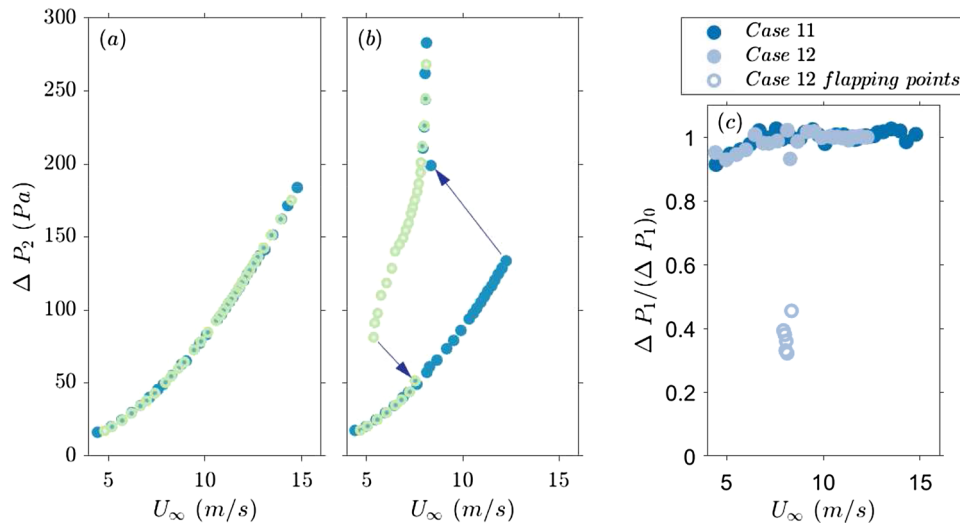 300
250
200
150
100
50
0
Δ P₂ (Pa)
(a)
5 10 15
U∞ (m/s)
(b)
5 10 15
U∞ (m/s)
Case 11
Case 12
Case 12 flapping points
(c)
1
0.8
0.6
0.4
0.2
0
Δ P₁/(Δ P₁)₀
5 10 15
U∞ (m/s)